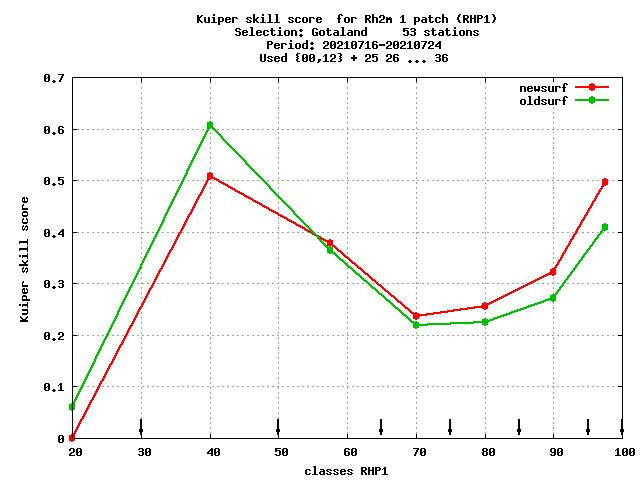 Kuiper skill score  for Rh2m 1 patch (RHP1)
Selection: Gotaland     53 stations
Period: 20210716-20210724
Used {00,12} + 25 26 ... 36
newsurf
oldsurf
0.7
0.6
0.5
0.4
0.3
0.2
0.1
0
Kuiper skill score
20 30 40 50 60 70 80 85 90 100
classes RHP1